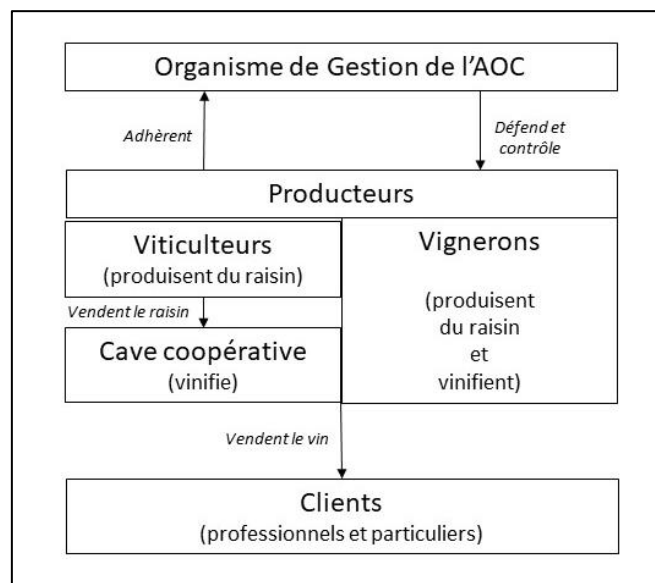 Organisme de Gestion de l'AOC
Adhèrent
Défend et
contrôle
Producteurs
Viticulteurs
(produisent du raisin)
Vendent le raisin
Cave coopérative
(vinifie)
Vignerons
(produisent
du raisin
et
vinifient)
Vendent le vin
Clients
(professionnels et particuliers)